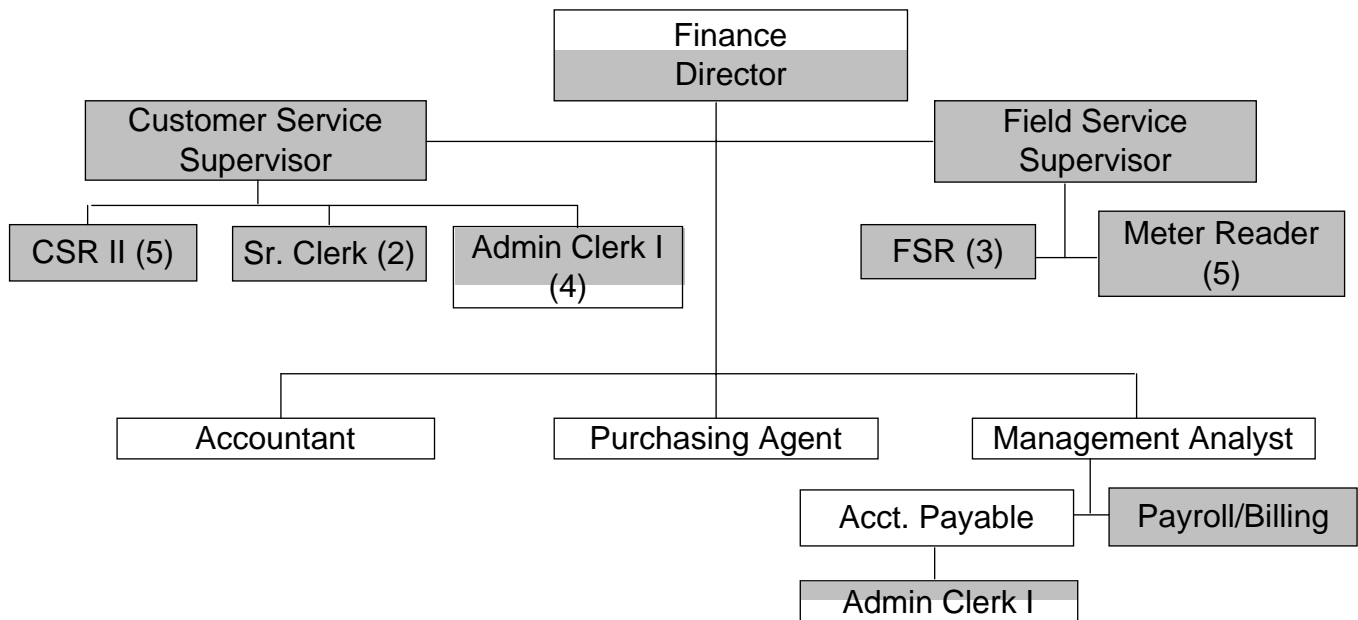 Finance
Director
Customer Service
Supervisor
Field Service
Supervisor
CSR II (5)
Sr. Clerk (2)
Admin Clerk I
(4)
FSR (3)
Meter Reader
(5)
Accountant
Purchasing Agent
Management Analyst
Acct. Payable
Payroll/Billing
Admin Clerk I